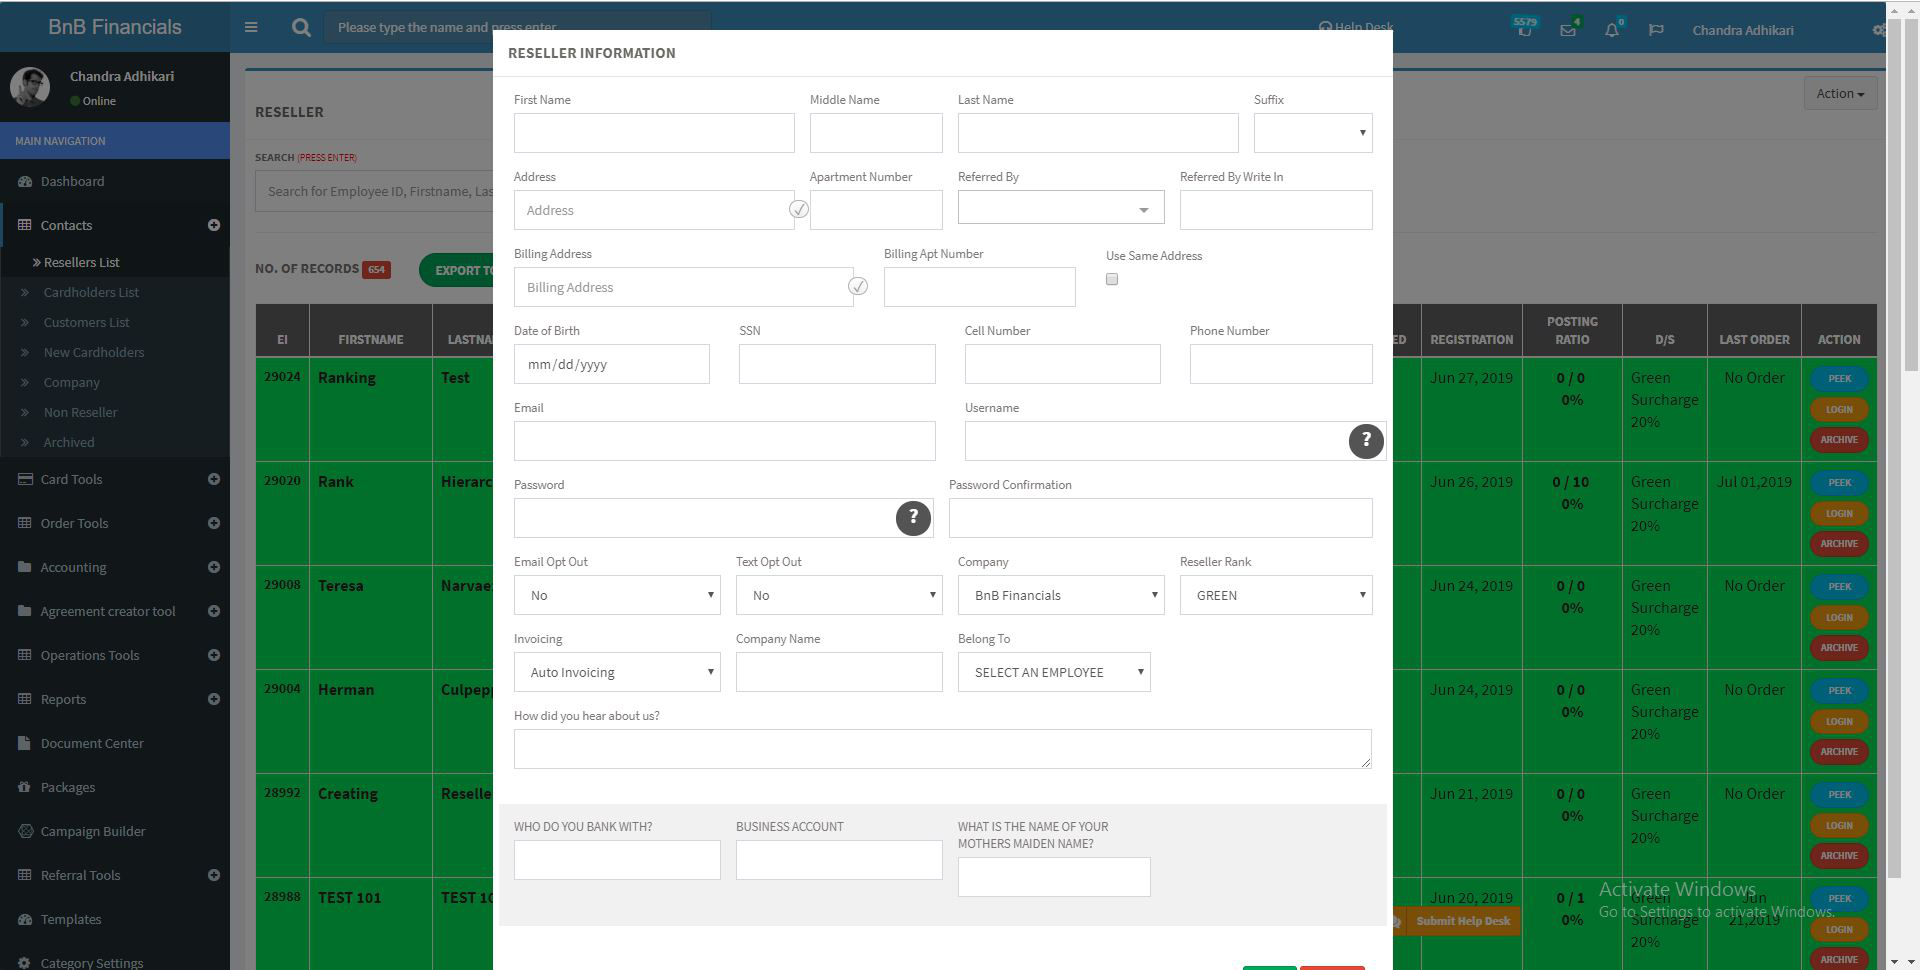 BnB Financials
Please type the name and press enter
Help Desk
5579
4
0
Chandra Adhikari
Chandra Adhikari
Online
MAIN NAVIGATION
Dashboard
Contacts
Resellers List
Cardholders List
Customers List
New Cardholders
Company
Non Reseller
Archived
Card Tools
Order Tools
Accounting
Agreement creator tool
Operations Tools
Reports
Document Center
Packages
Campaign Builder
Referral Tools
Templates
Category Settings
RESELLER
Action
SEARCH (PRESS ENTER)
Search for Employee ID, Firstname, Las
NO. OF RECORDS 654
EXPORT TO
EI FIRSTNAME LASTNA
29024 Ranking Test
29020 Rank Hierarc
29008 Teresa Narvae
29004 Herman Culpepp
28992 Creating Reselle
28988 TEST 101 TEST 10
RESELLER INFORMATION
First Name Middle Name Last Name Suffix
Address Apartment Number Referred By Referred By Write In
Address
Billing Address Billing Apt Number Use Same Address
Billing Address
Date of Birth SSN Cell Number Phone Number
mm/dd/yyyy
Email Username
?
Password Password Confirmation
?
Email Opt Out Text Opt Out Company Reseller Rank
No No BnB Financials GREEN
Invoicing Company Name Belong To
Auto Invoicing SELECT AN EMPLOYEE
How did you hear about us?
WHO DO YOU BANK WITH? BUSINESS ACCOUNT WHAT IS THE NAME OF YOUR
MOTHERS MAIDEN NAME?
ED REGISTRATION POSTING RATIO D/S LAST ORDER ACTION
Jun 27, 2019 0 / 0 Green No Order PEEK
0% Surcharge LOGIN
20% ARCHIVE
Jun 26, 2019 0 / 10 Green Jul 01,2019 PEEK
0% Surcharge LOGIN
20% ARCHIVE
Jun 24, 2019 0 / 0 Green No Order PEEK
0% Surcharge LOGIN
20% ARCHIVE
Jun 24, 2019 0 / 0 Green No Order PEEK
0% Surcharge LOGIN
20% ARCHIVE
Jun 21, 2019 0 / 0 Green No Order PEEK
0% Surcharge LOGIN
20% ARCHIVE
Jun 20, 2019 0 / 1 Green Jun PEEK
0% Surcharge 21,2019 LOGIN
20% ARCHIVE
Submit Help Desk
Activate Windows
Go to Settings to activate Windows.